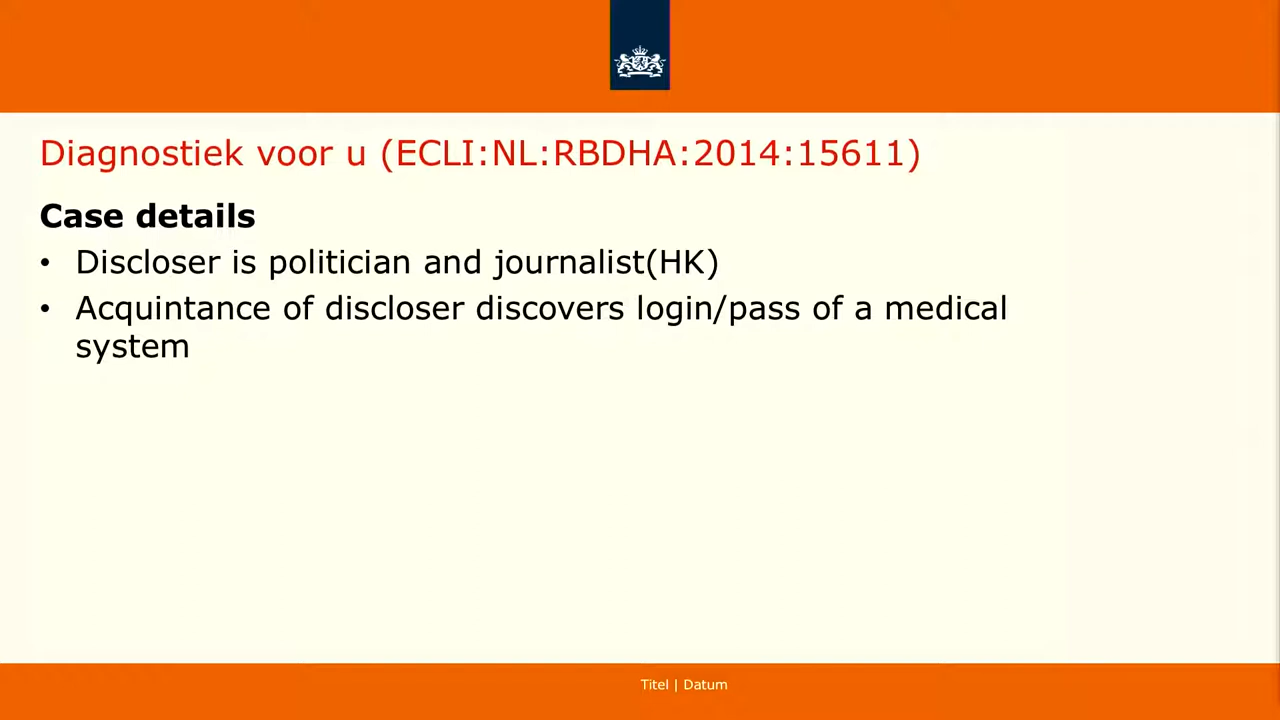 Diagnostiek voor u (ECLI:NL:RBDHA:2014:15611)
Case details
• Discloser is politician and journalist(HK)
• Acquintance of discloser discovers login/pass of a medical
system
Titel | Datum